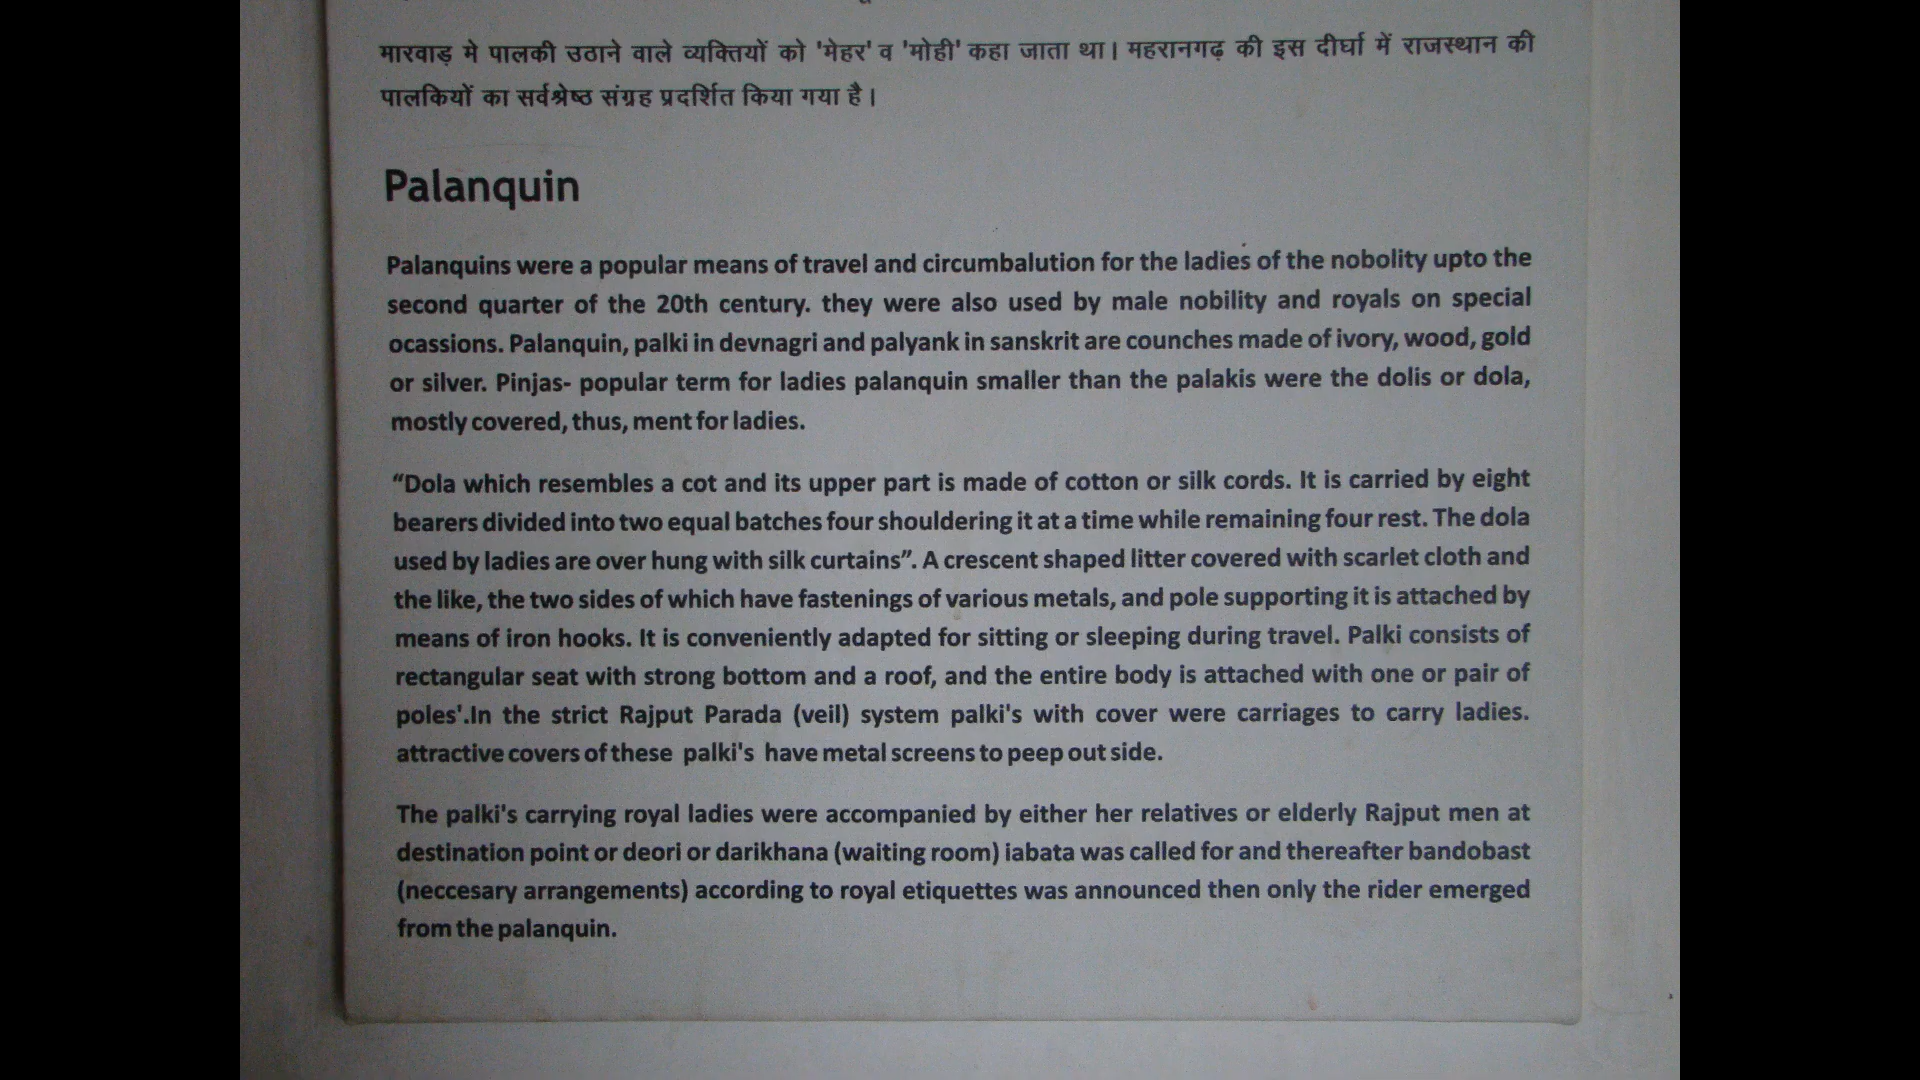 मारवाड़ मे पालकी उठाने वाले व्यक्तियों को 'मेहर' व 'मोही' कहा जाता था। महरानगढ़ की इस दीर्घा में राजस्थान की
पालकियों का सर्वश्रेष्ठ संग्रह प्रदर्शित किया गया है।
Palanquin
Palanquins were a popular means of travel and circumbalution for the ladies of the nobolity upto the
second quarter of the 20th century. they were also used by male nobility and royals on special
ocassions. Palanquin, palki in devnagri and palyank in sanskrit are counches made of ivory, wood, gold
or silver. Pinjas- popular term for ladies palanquin smaller than the palakis were the dolis or dola,
mostly covered, thus, ment for ladies.
“Dola which resembles a cot and its upper part is made of cotton or silk cords. It is carried by eight
bearers divided into two equal batches four shouldering it at a time while remaining four rest. The dola
used by ladies are over hung with silk curtains”. A crescent shaped litter covered with scarlet cloth and
the like, the two sides of which have fastenings of various metals, and pole supporting it is attached by
means of iron hooks. It is conveniently adapted for sitting or sleeping during travel. Palki consists of
rectangular seat with strong bottom and a roof, and the entire body is attached with one or pair of
poles'.In the strict Rajput Parada (veil) system palki's with cover were carriages to carry ladies.
attractive covers of these palki's have metal screens to peep out side.
The palki's carrying royal ladies were accompanied by either her relatives or elderly Rajput men at
destination point or deori or darikhana (waiting room) iabata was called for and thereafter bandobast
(neccesary arrangements) according to royal etiquettes was announced then only the rider emerged
from the palanquin.